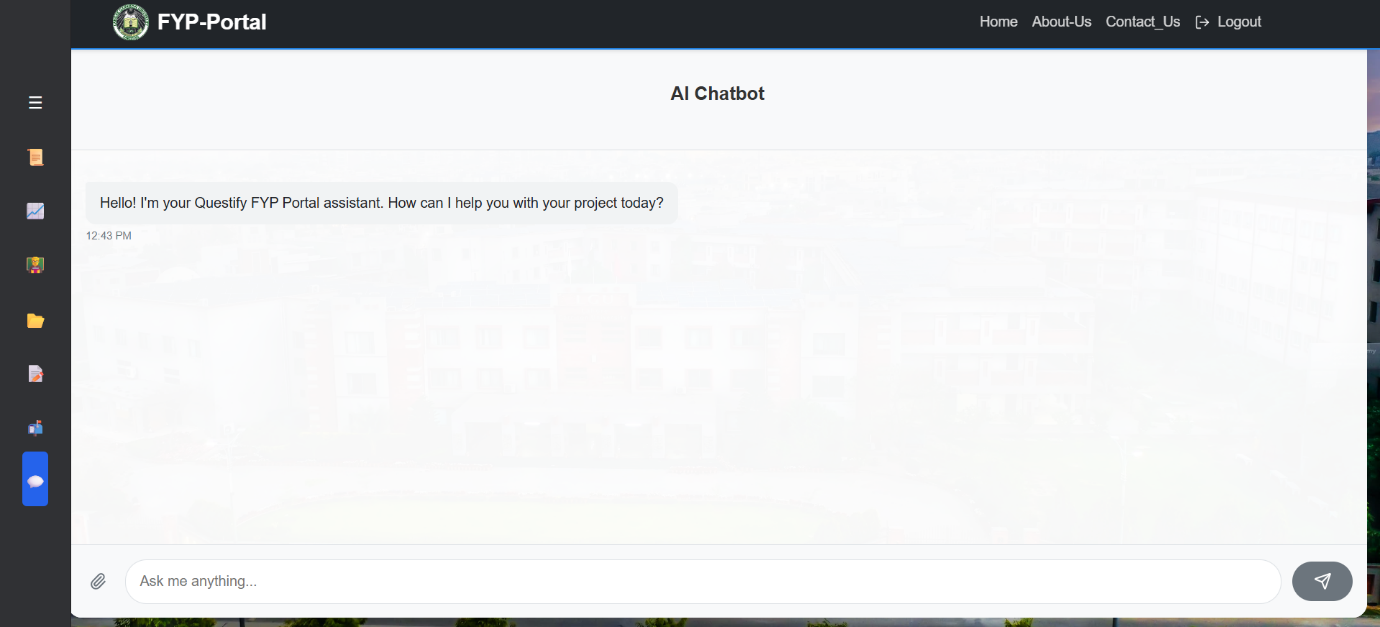 FYP-Portal
Home About-Us Contact_Us Logout
AI Chatbot
Hello! I'm your Questify FYP Portal assistant. How can I help you with your project today?
12:43 PM
Ask me anything...